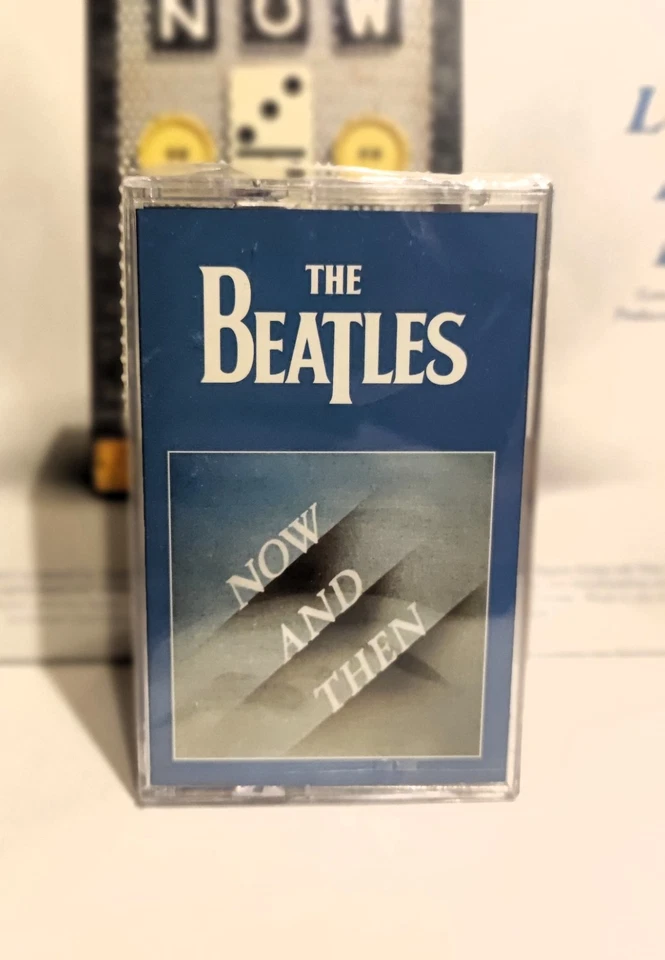 NOW
THE
BEATLES
NOW
AND
THEN
L